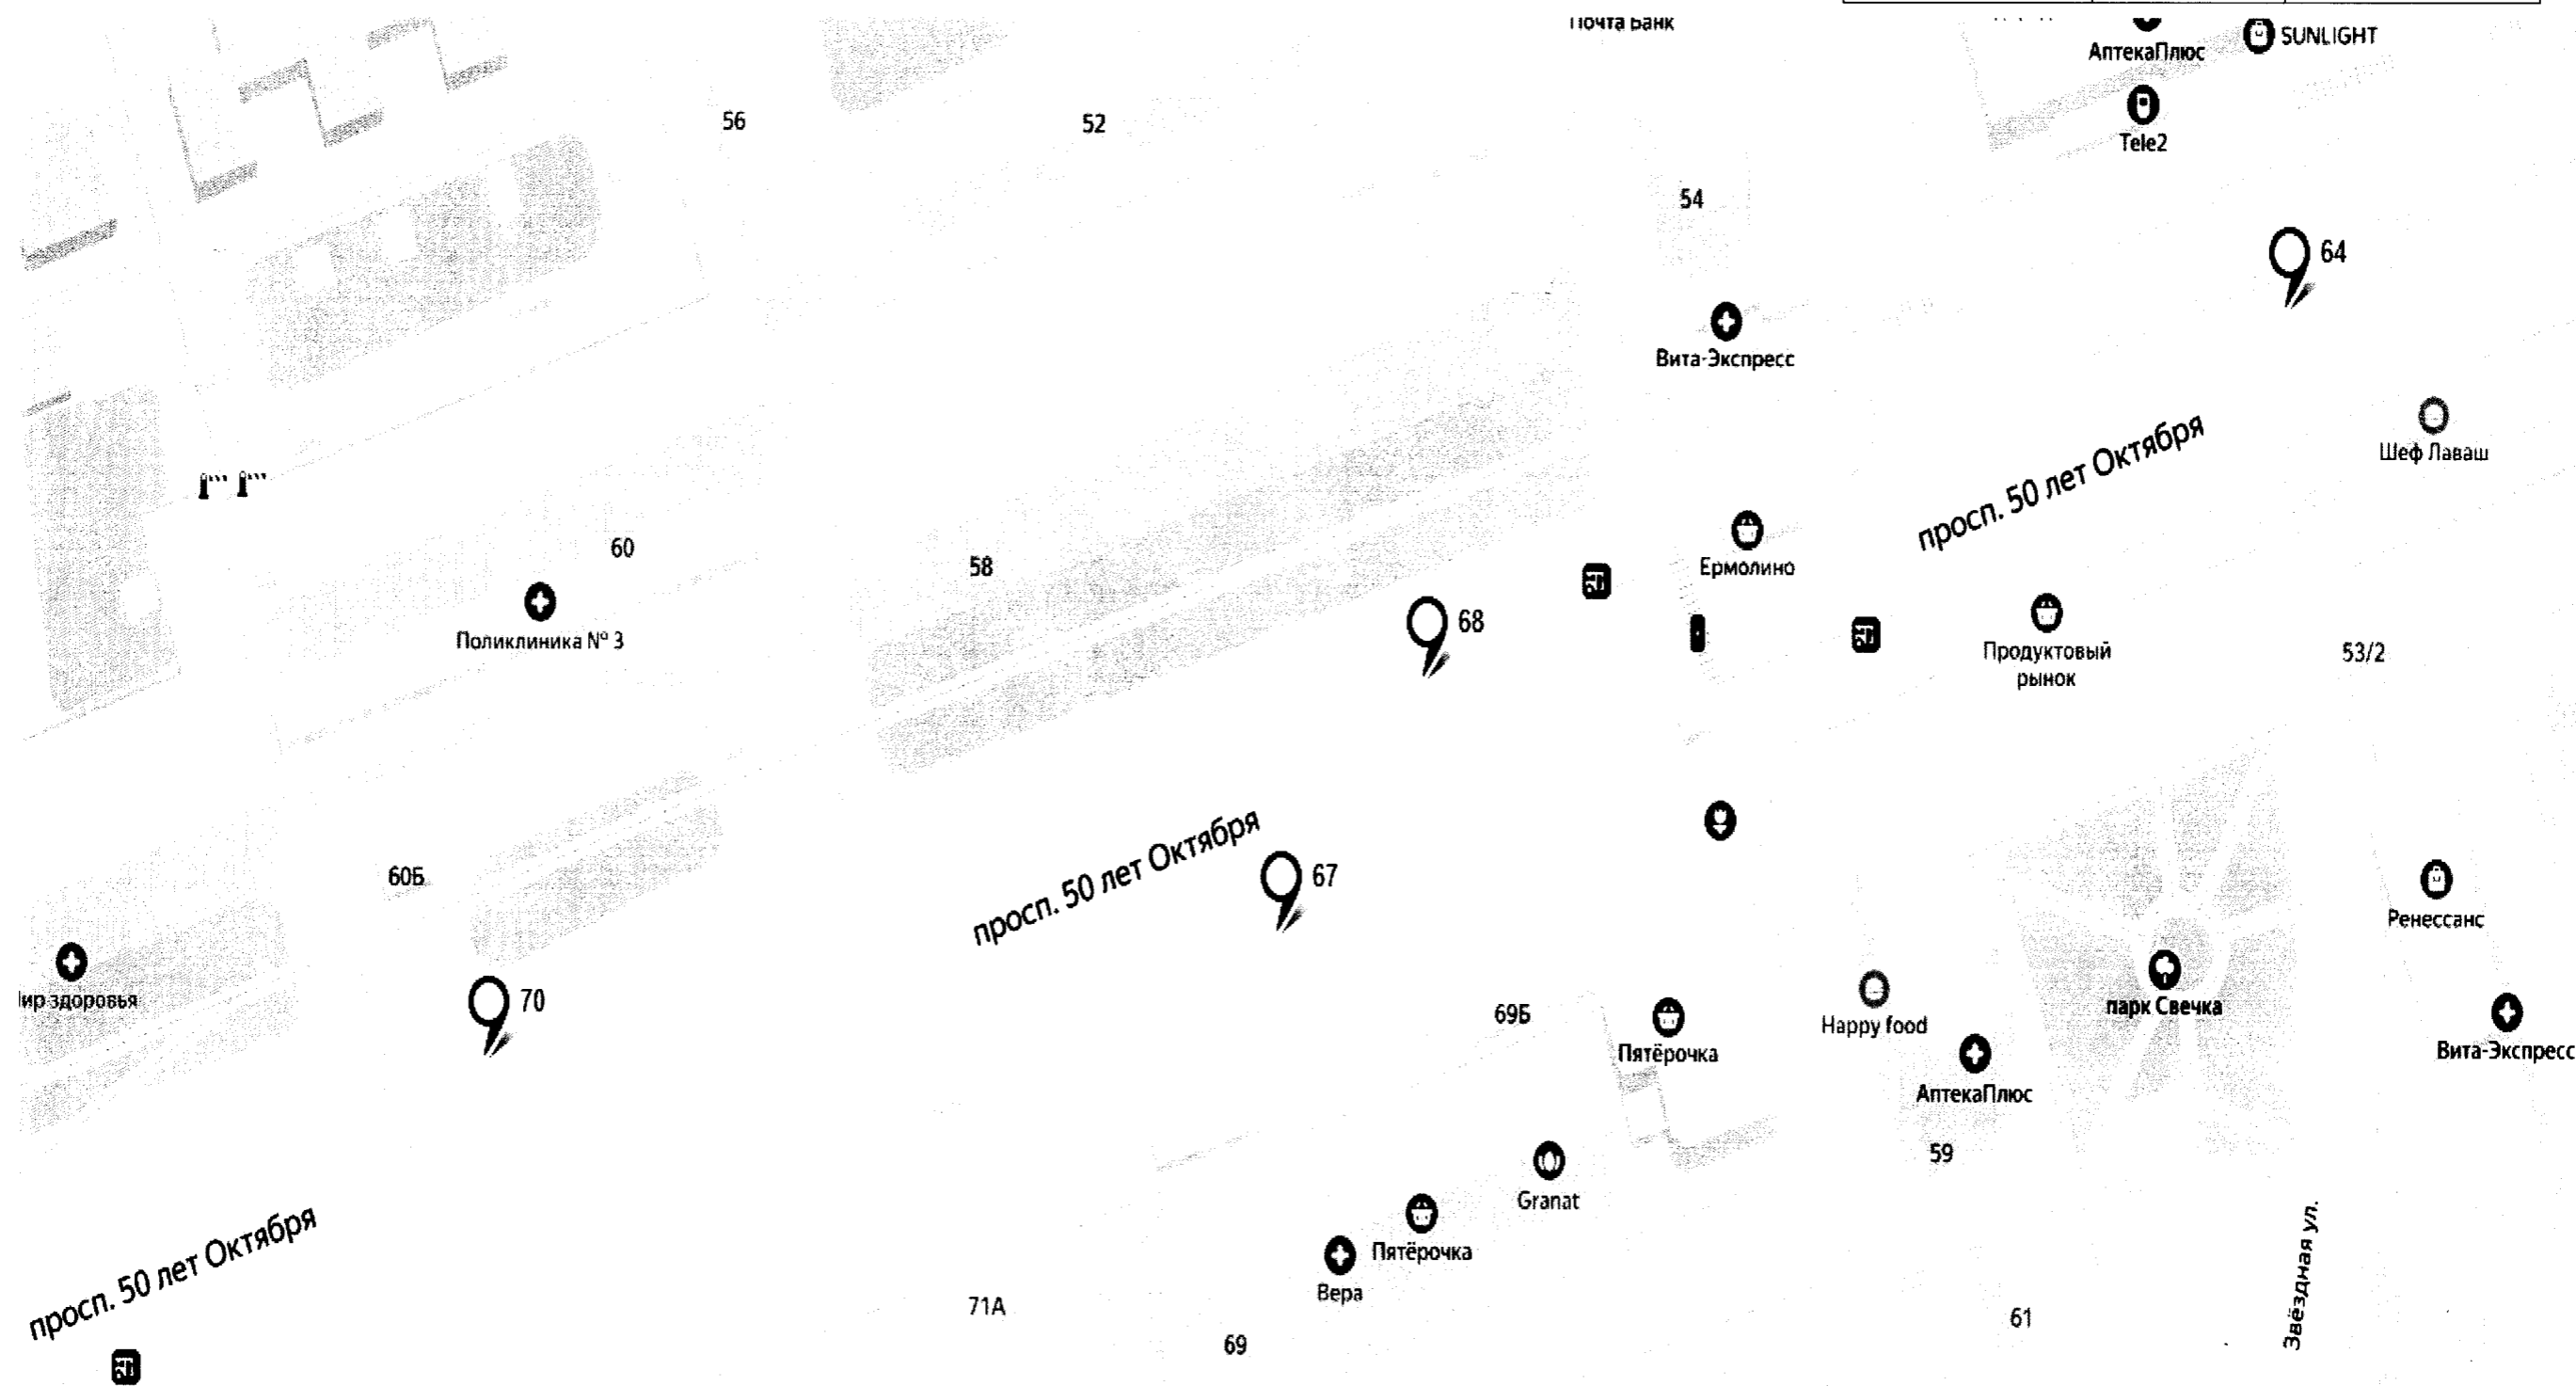 Почта Банк
АптекаПлюс
SUNLIGHT
Tele2
56
52
54
64
Вита-Экспресс
просп. 50 лет Октября
Шеф Лаваш
60
58
Ермолино
Поликлиника № 3
68
Продуктовый
рынок
53/2
просп. 50 лет Октября
60Б
67
Ренессанс
здоровья
70
69Б
Пятёрочка
Happy food
парк Свечка
Вита-Экспресс
АптекаПлюс
59
Granat
Пятёрочка
Вера
просп. 50 лет Октября
71А
69
61
Звёздная ул.